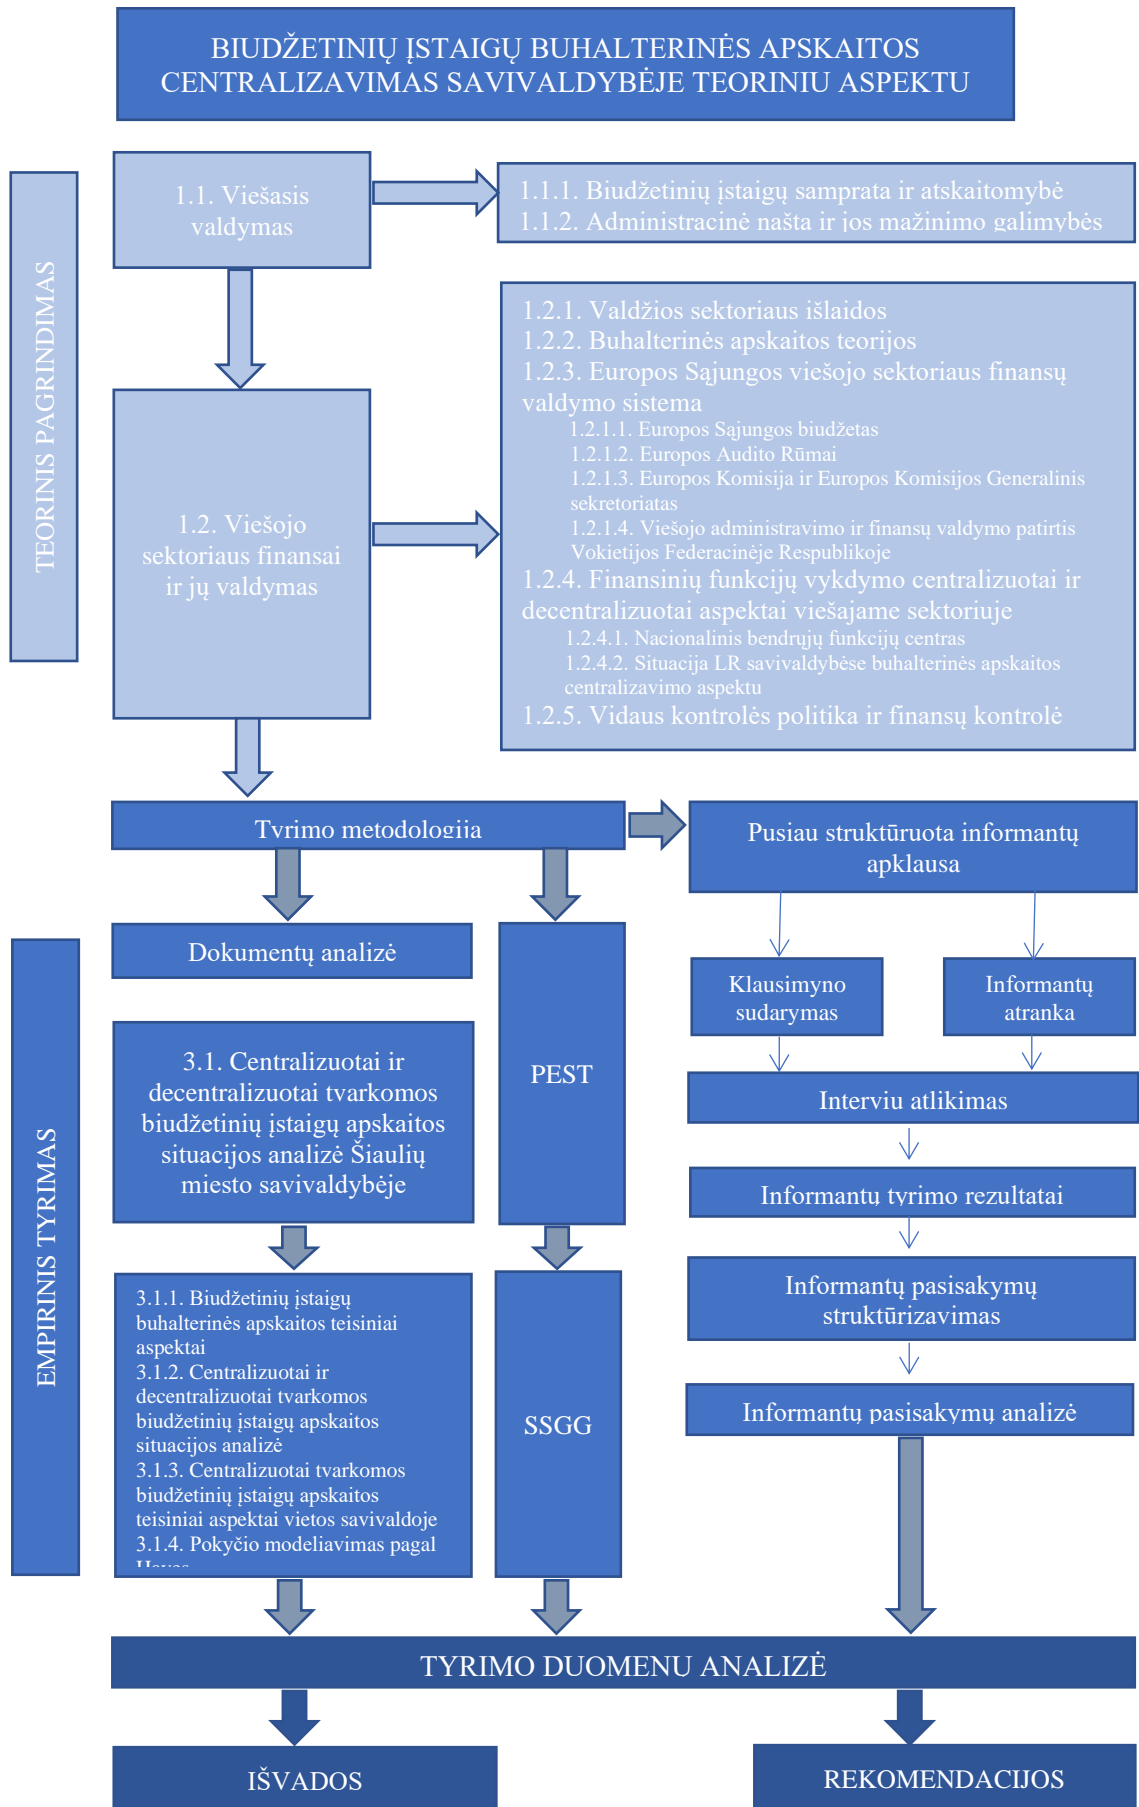 BIUDŽETINIŲ ĮSTAIGŲ BUHALTERINĖS APSKAITOS
CENTRALIZAVIMAS SAVIVALDYBĖJE TEORINIU ASPEKTU
TEORINIS PAGRINDIMAS
1.1. Viešasis
valdymas
1.1.1. Biudžetinių įstaigų samprata ir atskaitomybė
1.1.2. Administracinė našta ir jos mažinimo galimybės
1.2. Viešojo
sektoriaus finansai
ir jų valdymas
1.2.1. Valdžios sektoriaus išlaidos
1.2.2. Buhalterinės apskaitos teorijos
1.2.3. Europos Sąjungos viešojo sektoriaus finansų
valdymo sistema
1.2.1.1. Europos Sąjungos biudžetas
1.2.1.2. Europos Audito Rūmai
1.2.1.3. Europos Komisija ir Europos Komisijos Generalinis
sekretoriatas
1.2.1.4. Viešojo administravimo ir finansų valdymo patirtis
Vokietijos Federacinėje Respublikoje
1.2.4. Finansinių funkcijų vykdymo centralizuotai ir
decentralizuotai aspektai viešajame sektoriuje
1.2.4.1. Nacionalinis bendrųjų funkcijų centras
1.2.4.2. Situacija LR savivaldybėse buhalterinės apskaitos
centralizavimo aspektu
1.2.5. Vidaus kontrolės politika ir finansų kontrolė
EMPIRINIS TYRIMAS
Tyrimo metodologija
Dokumentų analizė
3.1. Centralizuotai ir
decentralizuotai tvarkomos
biudžetinių įstaigų apskaitos
situacijos analizė Šiaulių
miesto savivaldybėje
3.1.1. Biudžetinių įstaigų
buhalterinės apskaitos teisiniai
aspektai
3.1.2. Centralizuotai ir
decentralizuotai tvarkomos
biudžetinių įstaigų apskaitos
situacijos analizė
3.1.3. Centralizuotai tvarkomos
biudžetinių įstaigų apskaitos
teisiniai aspektai vietos savivaldoje
3.1.4. Pokyčio modeliavimas pagal
PEST
SSGG
Pusiau struktūruota informantų
apklausa
Klausimyno
sudarymas
Informantų
atranka
Interviu atlikimas
Informantų tyrimo rezultatai
Informantų pasisakymų
struktūrizavimas
Informantų pasisakymų analizė
TYRIMO DUOMENU ANALIZĖ
IŠVADOS
REKOMENDACIJOS